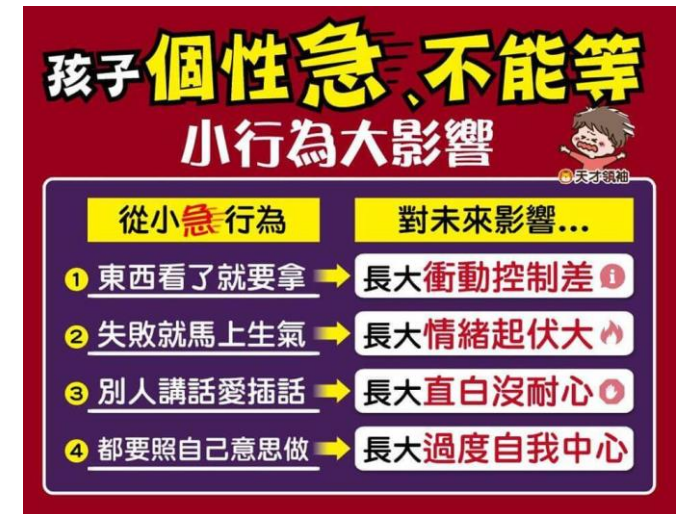 孩子個性急、不能等
小行為大影響
天才領袖
從小急行為
對未來影響...
1 東西看了就要拿 長大衝動控制差
2 失敗就馬上生氣 長大情緒起伏大
3 別人講話愛插話 長大直白沒耐心
4 都要照自己意思做 長大過度自我中心